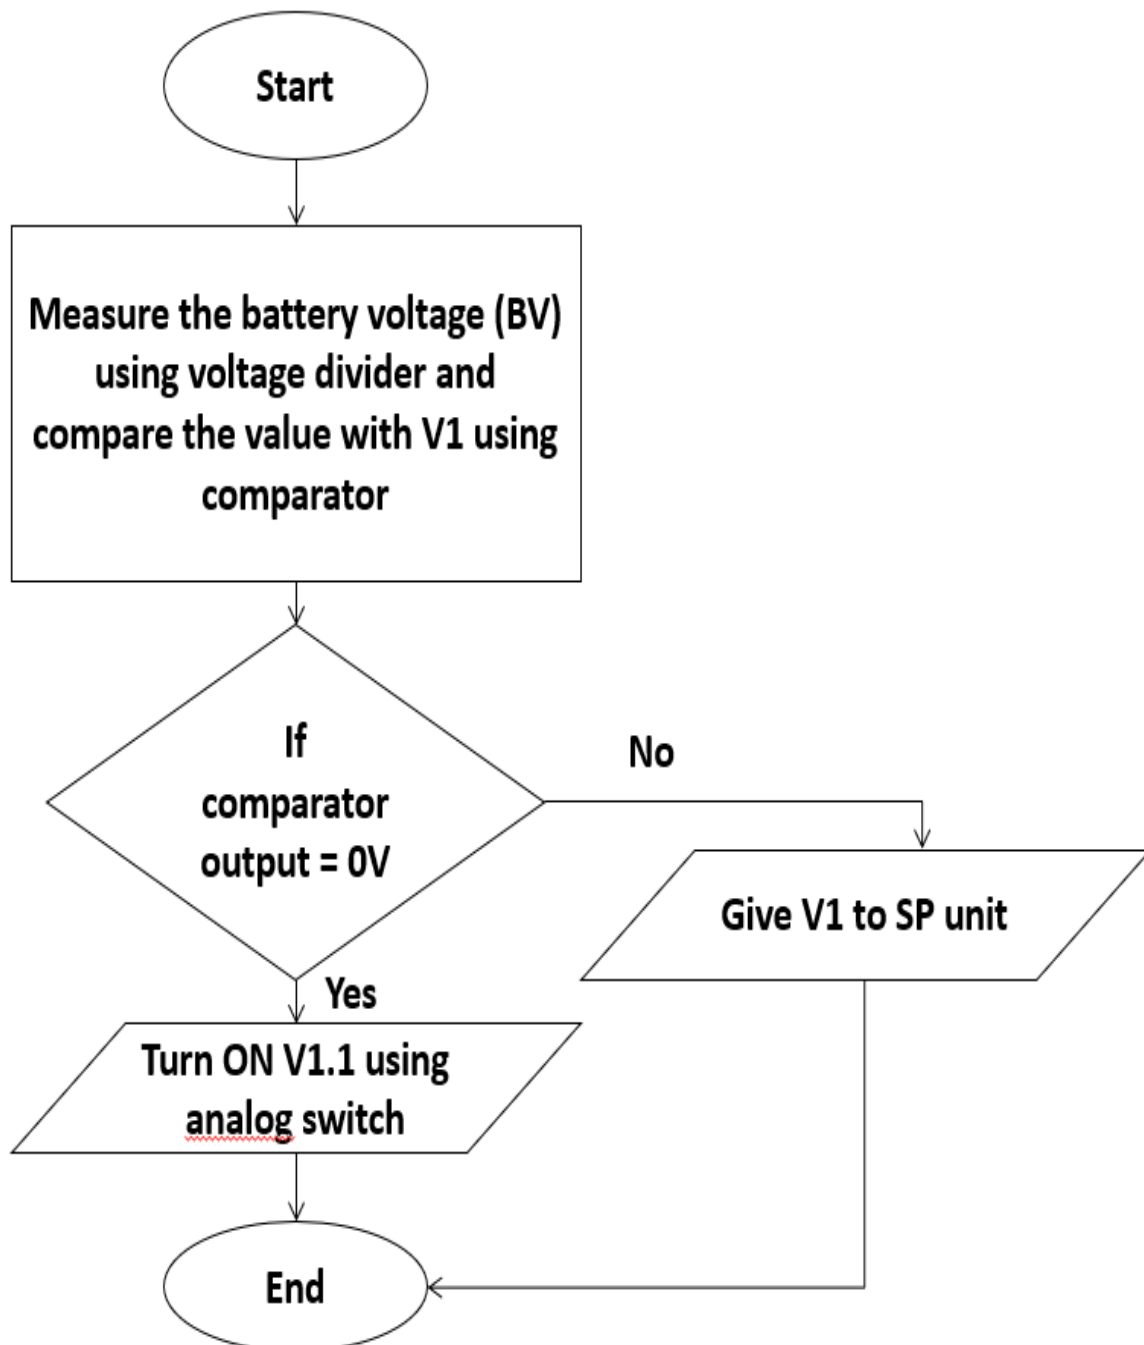 Start
Measure the battery voltage (BV)
using voltage divider and
compare the value with V1 using
comparator
If
comparator
output = 0V
No
Give V1 to SP unit
Yes
Turn ON V1.1 using
analog switch
End